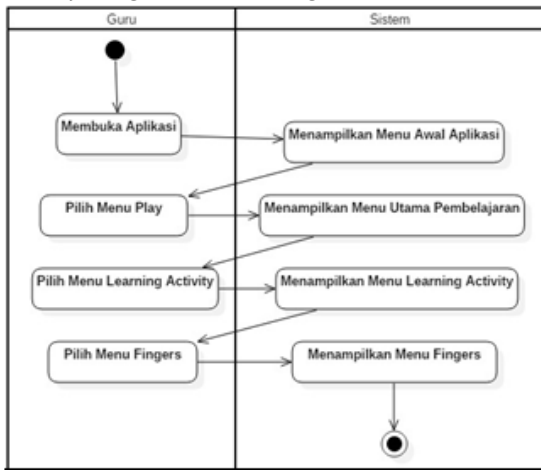 Guru
Sistem
Membuka Aplikasi
Menampilkan Menu Awal Aplikasi
Pilih Menu Play
Menampilkan Menu Utama Pembelajaran
Pilih Menu Learning Activity
Menampilkan Menu Learning Activity
Pilih Menu Fingers
Menampilkan Menu Fingers